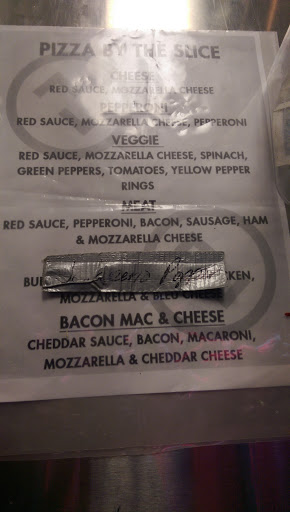 PIZZA BY THE SLICE
CHEESE
RED SAUCE, MOZZARELLA CHEESE
PEPPERONI
RED SAUCE, MOZZARELLA CHEESE, PEPPERONI
VEGGIE
RED SAUCE, MOZZARELLA CHEESE, SPINACH,
GREEN PEPPERS, TOMATOES, YELLOW PEPPER
RINGS
MEAT
RED SAUCE, PEPPERONI, BACON, SAUSAGE, HAM
& MOZZARELLA CHEESE
MOZZARELLA & BLEU CHEESE
BACON MAC & CHEESE
CHEDDAR SAUCE, BACON, MACARONI,
MOZZARELLA & CHEDDAR CHEESE